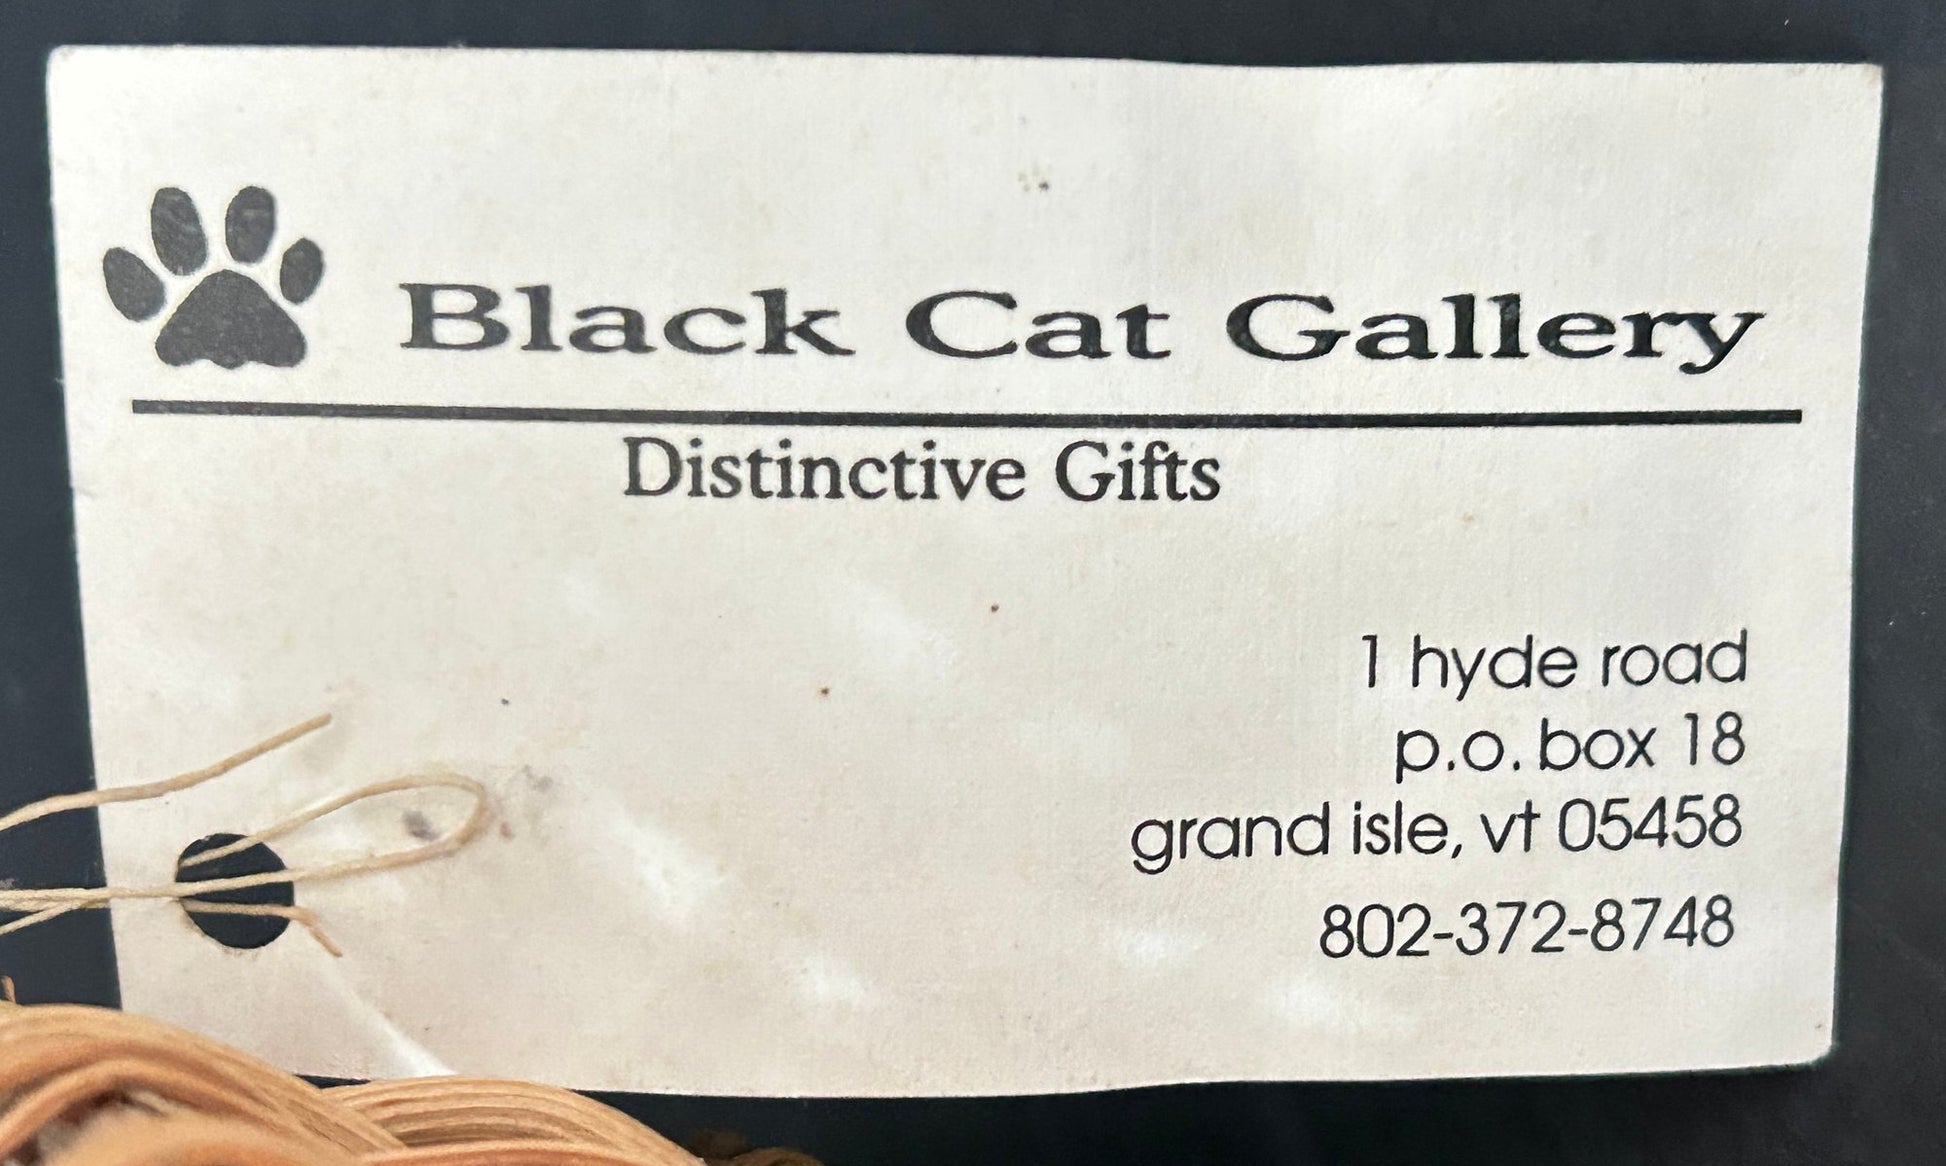 Black Cat Gallery
Distinctive Gifts
1 hyde road
p.o. box 18
grand isle, vt 05458
802-372-8748